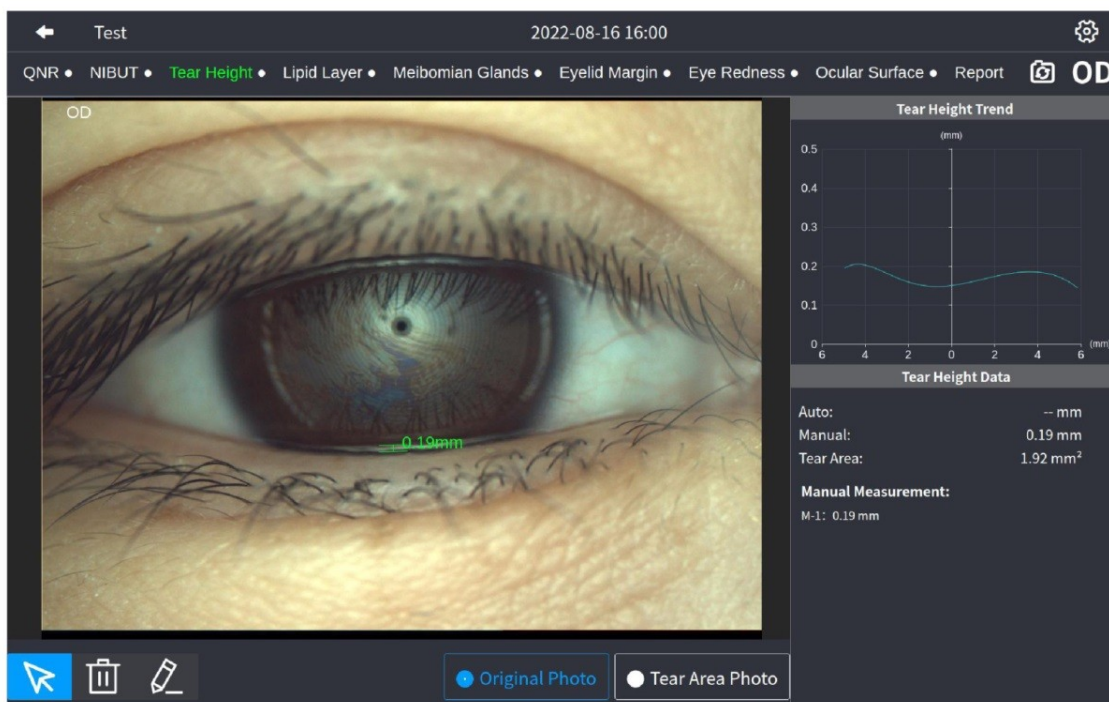 Test 2022-08-16 16:00
QNR • NIBUT • Tear Height • Lipid Layer • Meibomian Glands • Eyelid Margin • Eye Redness • Ocular Surface • Report OD
OD
0.19mm
Tear Height Trend
(mm)
0.5
0.4
0.3
0.2
0.1
0
6 4 2 0 2 4 6 (mm)
Tear Height Data
Auto: -- mm
Manual: 0.19 mm
Tear Area: 1.92 mm²
Manual Measurement:
M-1: 0.19 mm
Original Photo Tear Area Photo